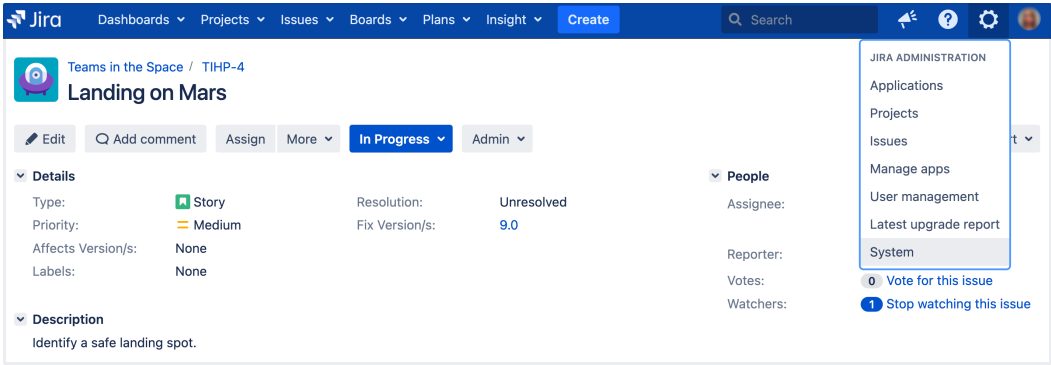 Jira Dashboards Projects Issues Boards Plans Insight Create Search
JIRA ADMINISTRATION
Applications
Projects
Issues
Manage apps
User management
Latest upgrade report
System
Teams in the Space / TIHP-4
Landing on Mars
Edit Add comment Assign More In Progress Admin
Details
Type: Story Resolution: Unresolved
Priority: Medium Fix Version/s: 9.0
Affects Version/s: None
Labels: None
People
Assignee:
Reporter:
Votes: 0 Vote for this issue
Watchers: 1 Stop watching this issue
Description
Identify a safe landing spot.